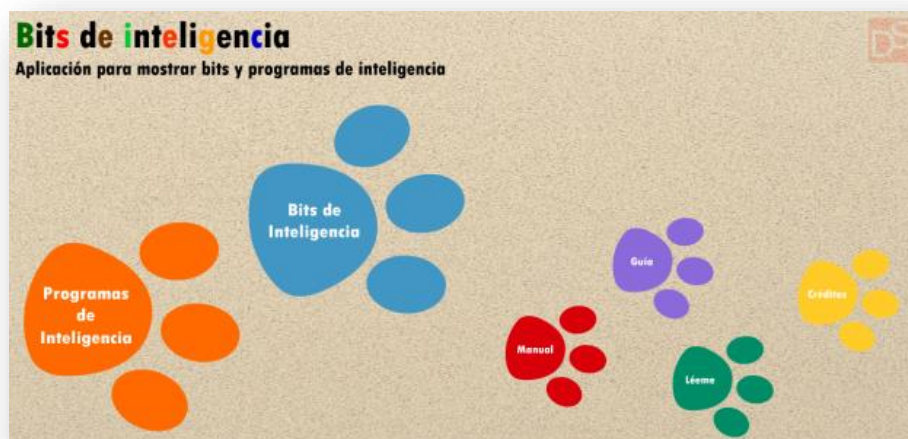 Bits de inteligencia
Aplicación para mostrar bits y programas de inteligencia
DS
Bits de
Inteligencia
Programas
de
Inteligencia
Guía
Créditos
Manual
Léeme